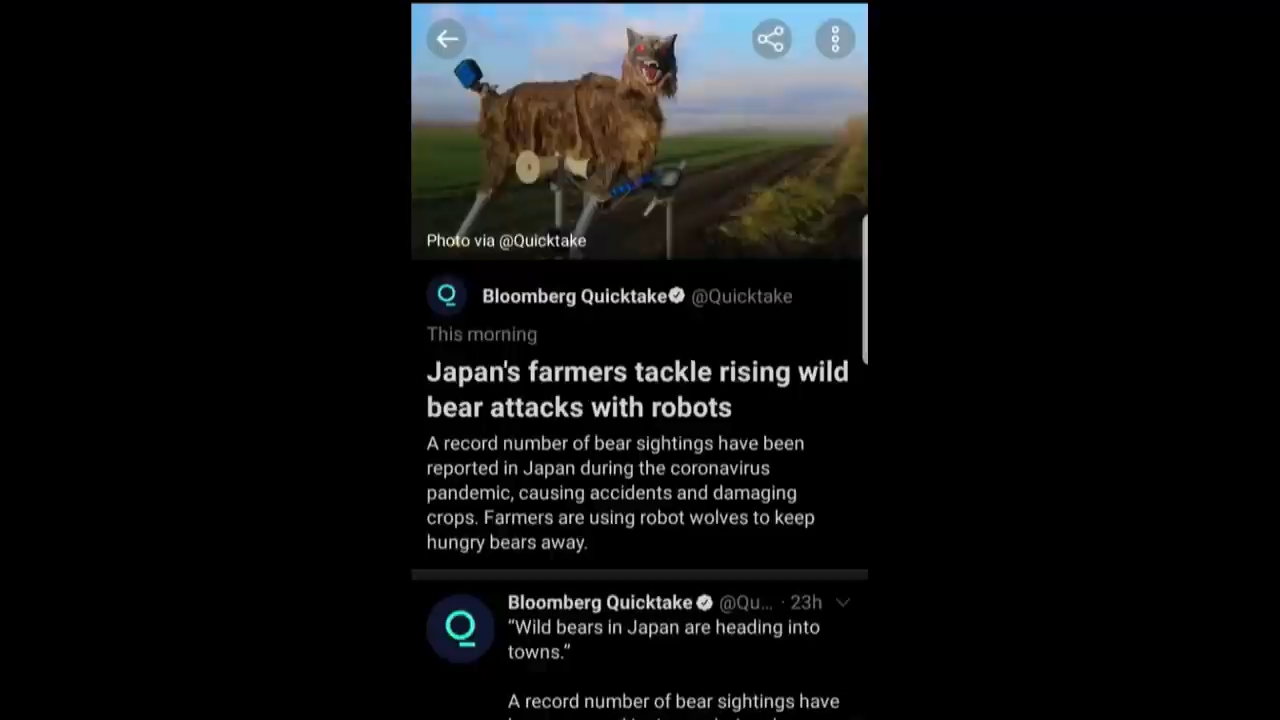 Photo via @Quicktake
Bloomberg Quicktake @Quicktake
This morning
Japan's farmers tackle rising wild
bear attacks with robots
A record number of bear sightings have been
reported in Japan during the coronavirus
pandemic, causing accidents and damaging
crops. Farmers are using robot wolves to keep
hungry bears away.
Bloomberg Quicktake @Qu... · 23h
“Wild bears in Japan are heading into
towns.”
A record number of bear sightings have